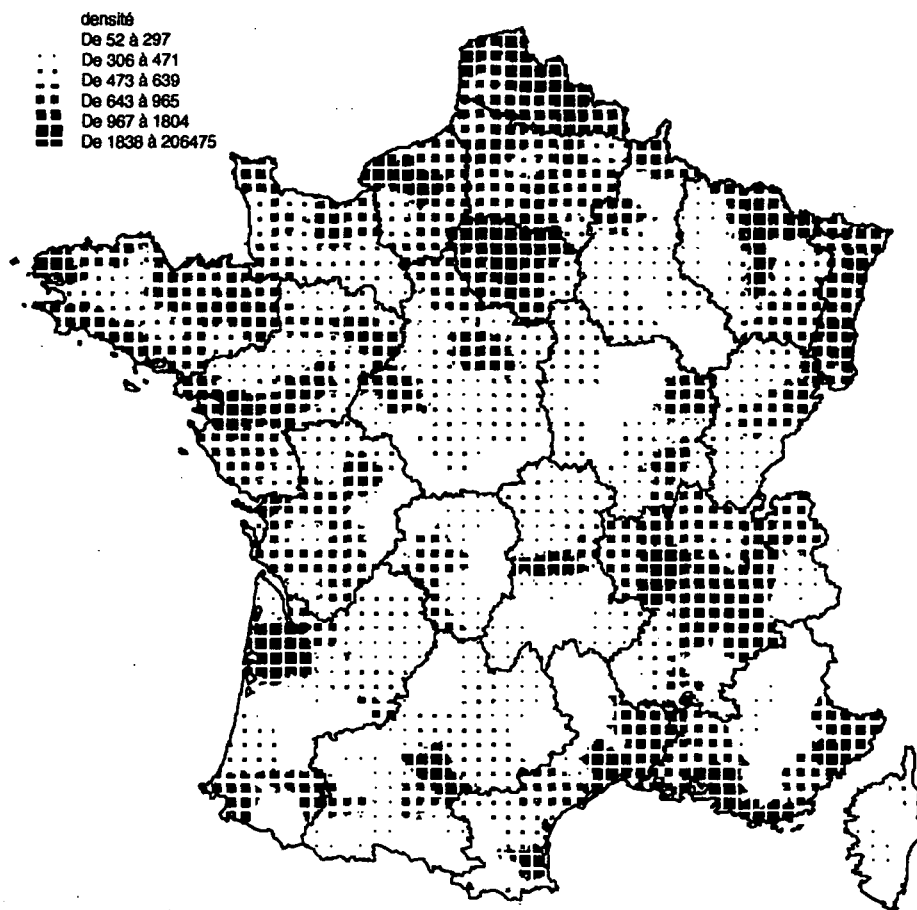 densité
De 52 à 297
De 306 à 471
De 473 à 639
De 643 à 965
De 967 à 1804
De 1838 à 206475